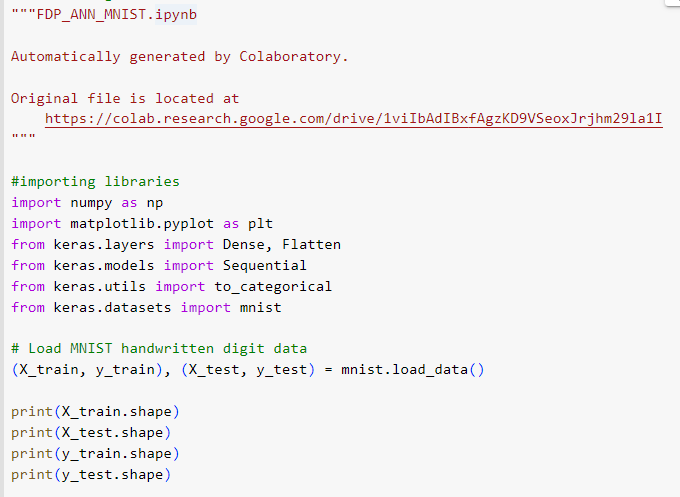 """FDP_ANN_MNIST.ipynb
Automatically generated by Colaboratory.
Original file is located at
https://colab.research.google.com/drive/1viIbAdIBxfAgzKD9VSeoxJrjhm29la1I
"""
#importing libraries
import numpy as np
import matplotlib.pyplot as plt
from keras.layers import Dense, Flatten
from keras.models import Sequential
from keras.utils import to_categorical
from keras.datasets import mnist
# Load MNIST handwritten digit data
(X_train, y_train), (X_test, y_test) = mnist.load_data()
print(X_train.shape)
print(X_test.shape)
print(y_train.shape)
print(y_test.shape)